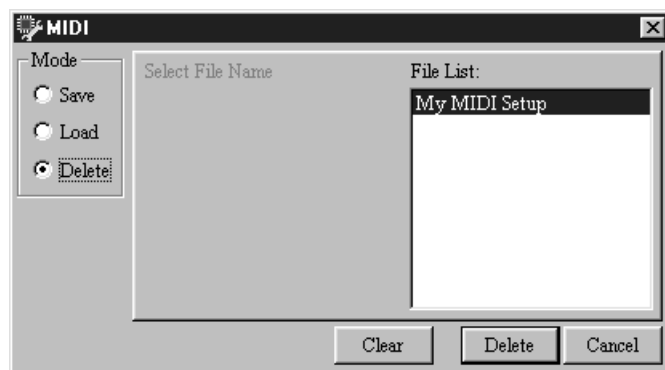 MIDI
Mode
Save
Load
Delete
Select File Name
File List:
My MIDI Setup
Clear
Delete
Cancel